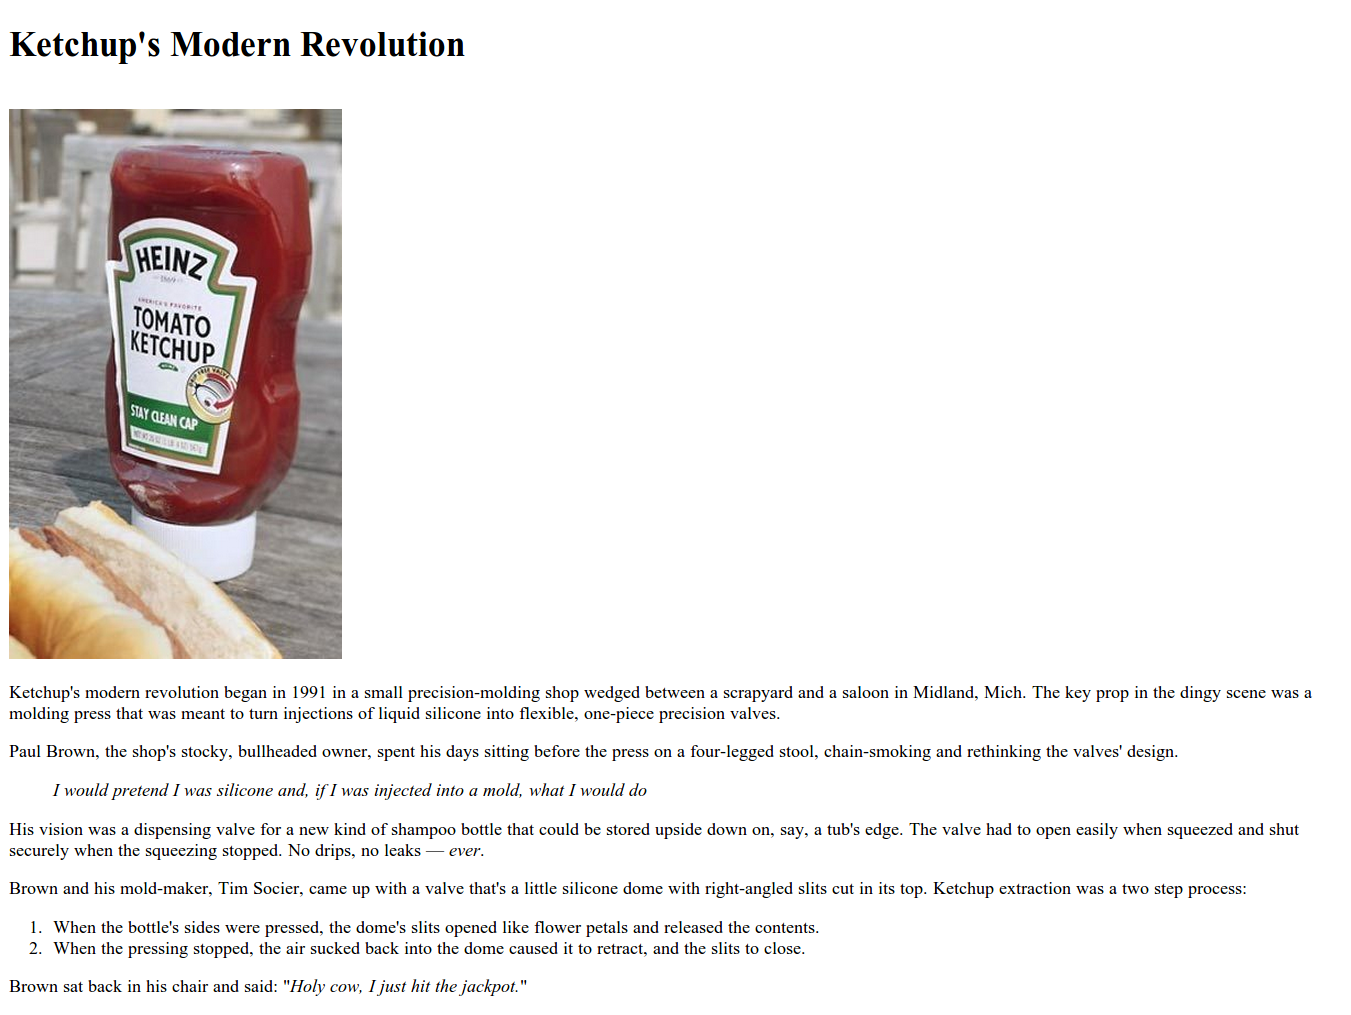 Ketchup's Modern Revolution
HEINZ
AMERICA'S FAVORITE
TOMATO
KETCHUP
DRIP FREE VALVE
STAY CLEAN CAP
Ketchup's modern revolution began in 1991 in a small precision-molding shop wedged between a scrapyard and a saloon in Midland, Mich. The key prop in the dingy scene was a
molding press that was meant to turn injections of liquid silicone into flexible, one-piece precision valves.
Paul Brown, the shop's stocky, bullheaded owner, spent his days sitting before the press on a four-legged stool, chain-smoking and rethinking the valves' design.
I would pretend I was silicone and, if I was injected into a mold, what I would do
His vision was a dispensing valve for a new kind of shampoo bottle that could be stored upside down on, say, a tub's edge. The valve had to open easily when squeezed and shut
securely when the squeezing stopped. No drips, no leaks — ever.
Brown and his mold-maker, Tim Socier, came up with a valve that's a little silicone dome with right-angled slits cut in its top. Ketchup extraction was a two step process:
1. When the bottle's sides were pressed, the dome's slits opened like flower petals and released the contents.
2. When the pressing stopped, the air sucked back into the dome caused it to retract, and the slits to close.
Brown sat back in his chair and said: "Holy cow, I just hit the jackpot."